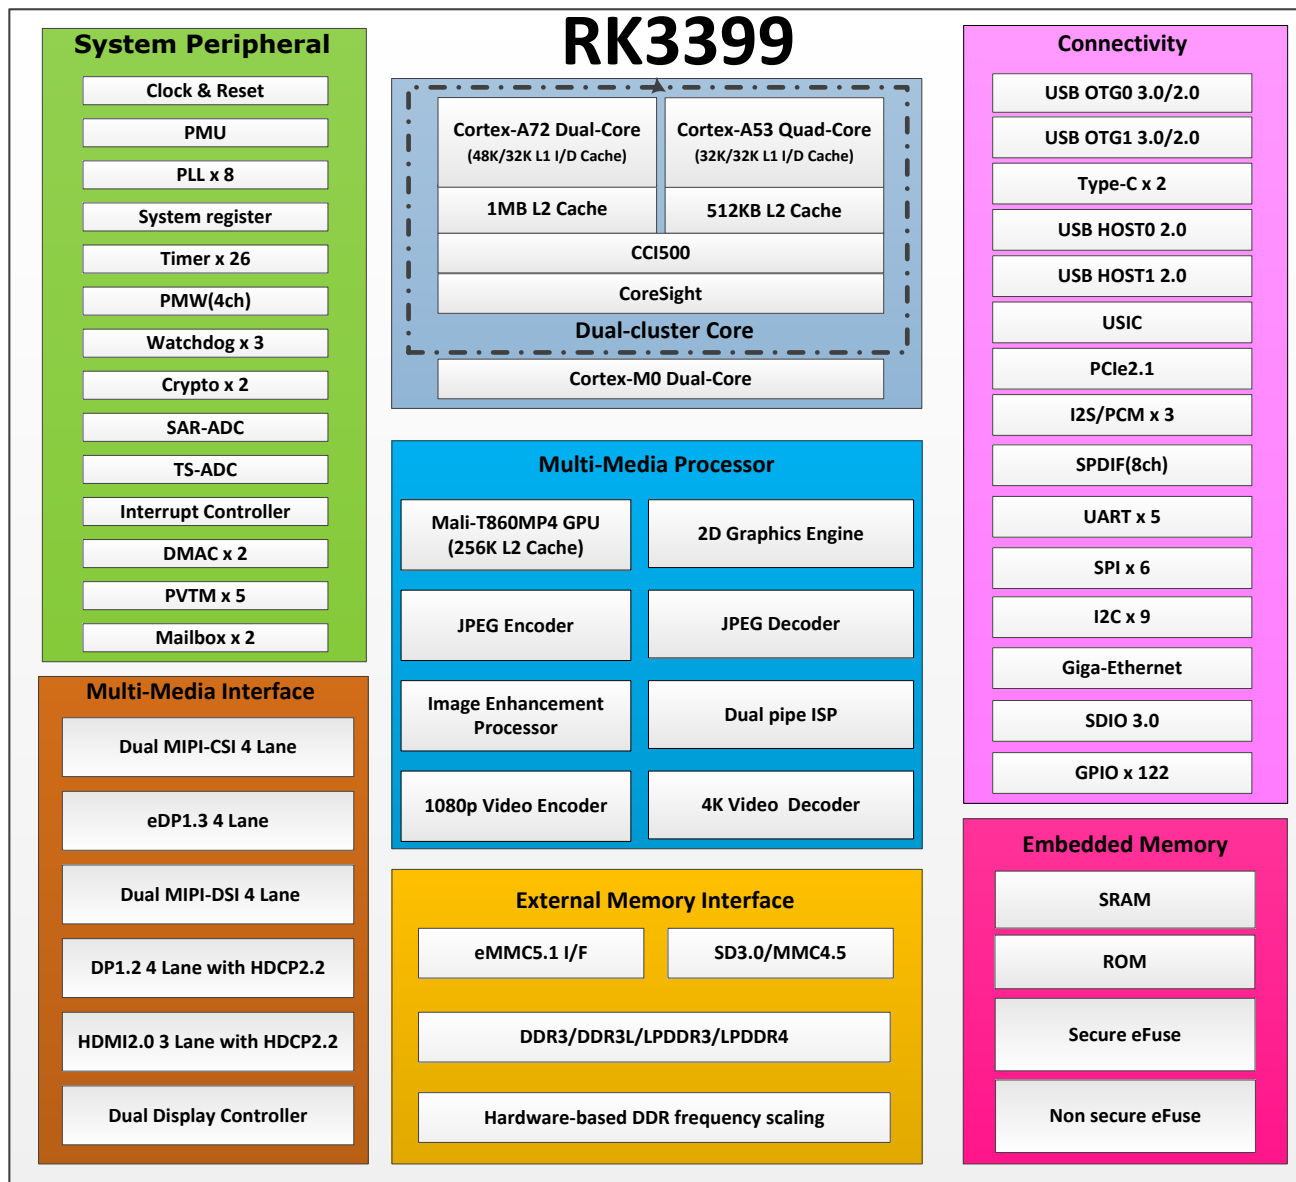 RK3399
System Peripheral
Clock & Reset
PMU
PLL x 8
System register
Timer x 26
PMW(4ch)
Watchdog x 3
Crypto x 2
SAR-ADC
TS-ADC
Interrupt Controller
DMAC x 2
PVTM x 5
Mailbox x 2
Multi-Media Interface
Dual MIPI-CSI 4 Lane
eDP1.3 4 Lane
Dual MIPI-DSI 4 Lane
DP1.2 4 Lane with HDCP2.2
HDMI2.0 3 Lane with HDCP2.2
Dual Display Controller
Cortex-A72 Dual-Core
(48K/32K L1 I/D Cache)
Cortex-A53 Quad-Core
(32K/32K L1 I/D Cache)
1MB L2 Cache
512KB L2 Cache
CCI500
CoreSight
Dual-cluster Core
Cortex-M0 Dual-Core
Multi-Media Processor
Mali-T860MP4 GPU
(256K L2 Cache)
2D Graphics Engine
JPEG Encoder
JPEG Decoder
Image Enhancement
Processor
Dual pipe ISP
1080p Video Encoder
4K Video Decoder
External Memory Interface
eMMC5.1 I/F
SD3.0/MMC4.5
DDR3/DDR3L/LPDDR3/LPDDR4
Hardware-based DDR frequency scaling
Connectivity
USB OTG0 3.0/2.0
USB OTG1 3.0/2.0
Type-C x 2
USB HOST0 2.0
USB HOST1 2.0
USIC
PCIe2.1
I2S/PCM x 3
SPDIF(8ch)
UART x 5
SPI x 6
I2C x 9
Giga-Ethernet
SDIO 3.0
GPIO x 122
Embedded Memory
SRAM
ROM
Secure eFuse
Non secure eFuse